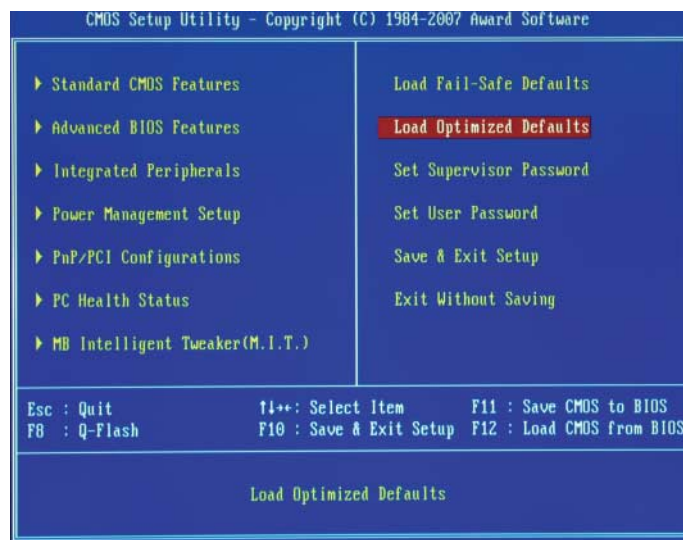 CMOS Setup Utility - Copyright (C) 1984-2007 Award Software
Standard CMOS Features
Advanced BIOS Features
Integrated Peripherals
Power Management Setup
PnP/PCI Configurations
PC Health Status
MB Intelligent Tweaker(M.I.T.)
Load Fail-Safe Defaults
Load Optimized Defaults
Set Supervisor Password
Set User Password
Save & Exit Setup
Exit Without Saving
Esc : Quit ↑↓→←: Select Item F11 : Save CMOS to BIOS
F8 : Q-Flash F10 : Save & Exit Setup F12 : Load CMOS from BIOS
Load Optimized Defaults